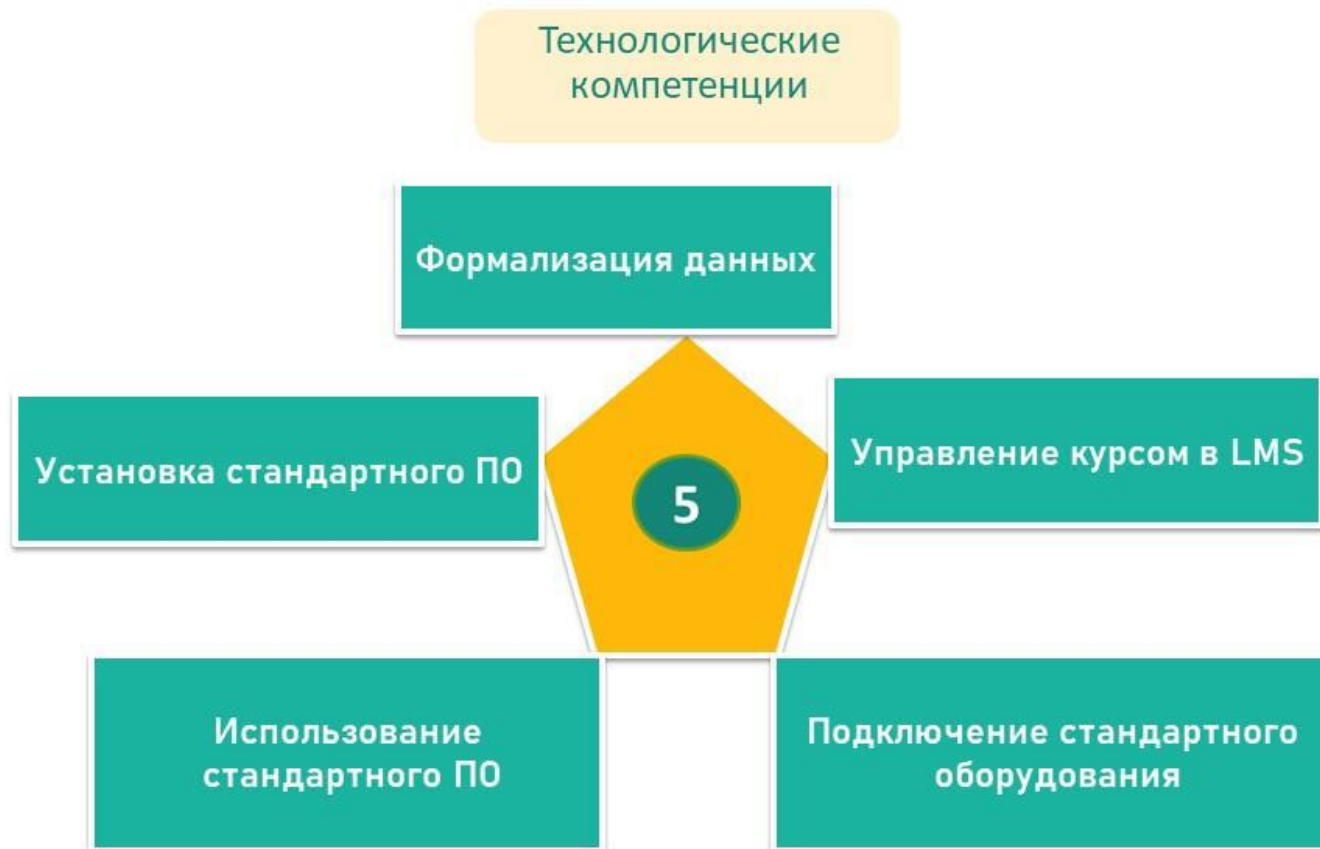 Технологические
компетенции
Формализация данных
Установка стандартного ПО
Управление курсом в LMS
5
Использование
стандартного ПО
Подключение стандартного
оборудования